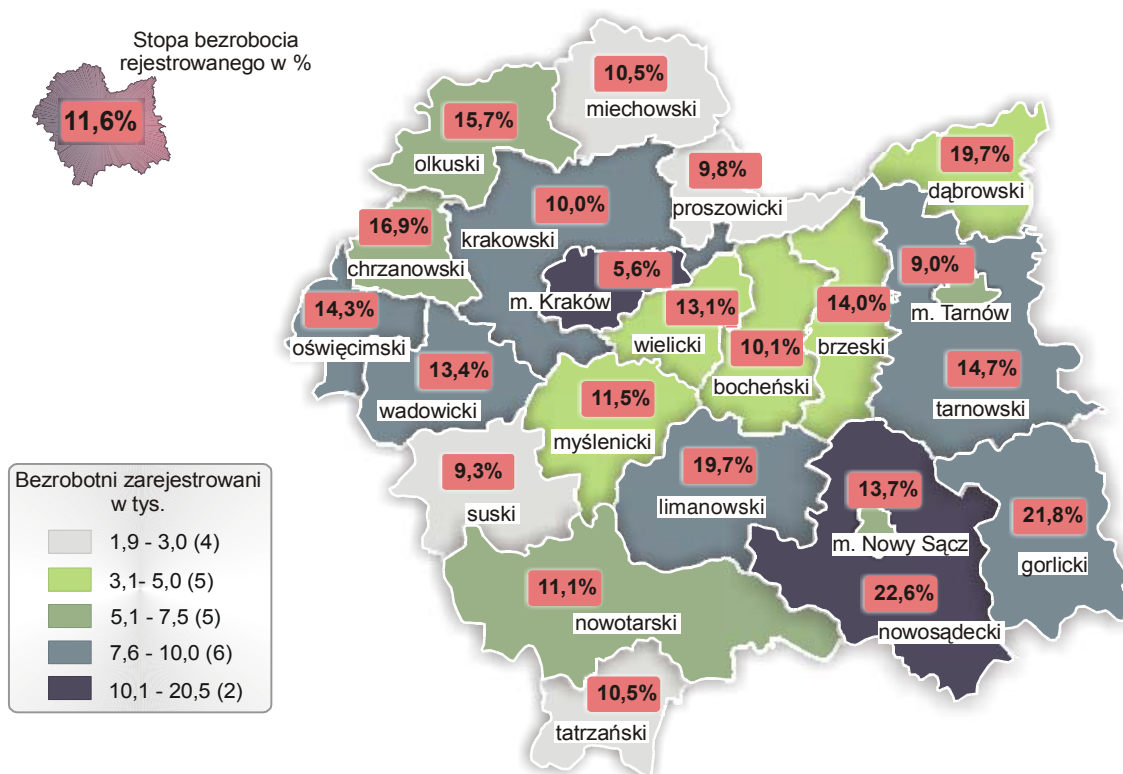 Stopa bezrobocia
rejestrowanego w %
11,6%
10,5%
miechowski
15,7%
olkuski
9,8%
proszowicki
19,7%
dąbrowski
10,0%
krakowski
16,9%
chrzanowski
5,6%
m. Kraków
9,0%
m. Tarnów
14,3%
oświęcimski
13,1%
wielicki
14,0%
brzeski
10,1%
bocheński
13,4%
wadowicki
14,7%
tarnowski
11,5%
myślenicki
9,3%
suski
19,7%
limanowski
13,7%
m. Nowy Sącz
21,8%
gorlicki
11,1%
nowotarski
22,6%
nowosądecki
10,5%
tatrzański
Bezrobotni zarejestrowani
w tys.
1,9 - 3,0 (4)
3,1- 5,0 (5)
5,1 - 7,5 (5)
7,6 - 10,0 (6)
10,1 - 20,5 (2)